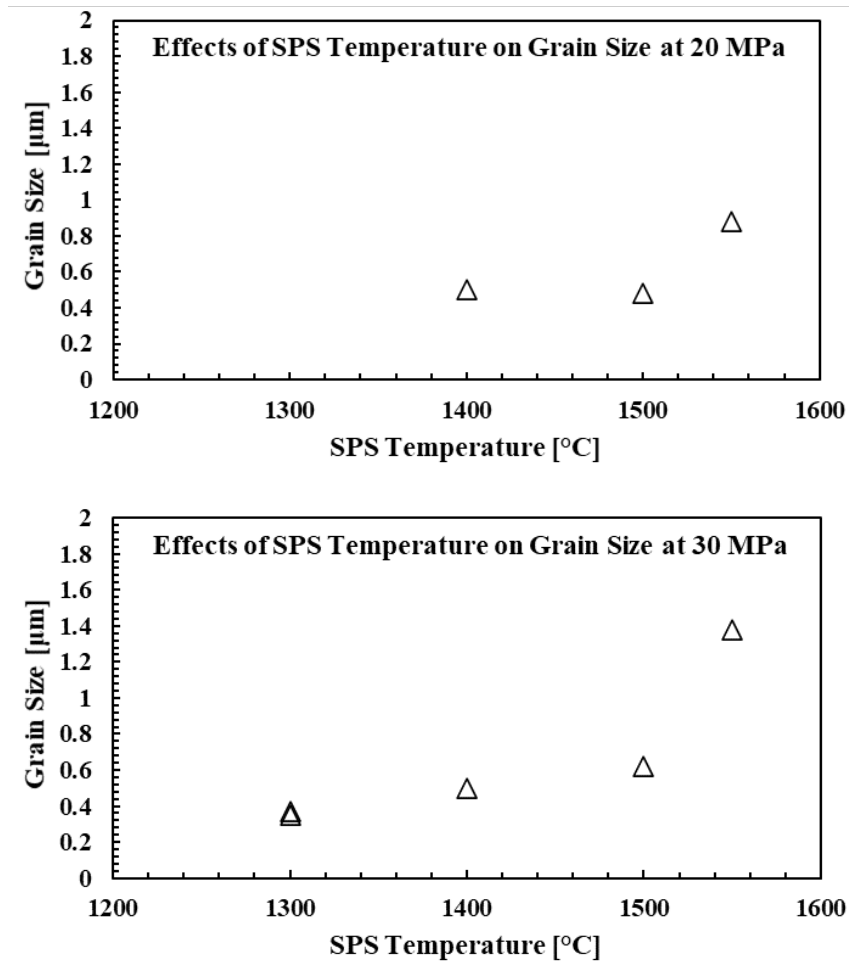 Effects of SPS Temperature on Grain Size at 20 MPa
Grain Size [µm]
2
1.8
1.6
1.4
1.2
1
0.8
0.6
0.4
0.2
0
1200 1300 1400 1500 1600
SPS Temperature [°C]
Effects of SPS Temperature on Grain Size at 30 MPa
Grain Size [µm]
2
1.8
1.6
1.4
1.2
1
0.8
0.6
0.4
0.2
0
1200 1300 1400 1500 1600
SPS Temperature [°C]